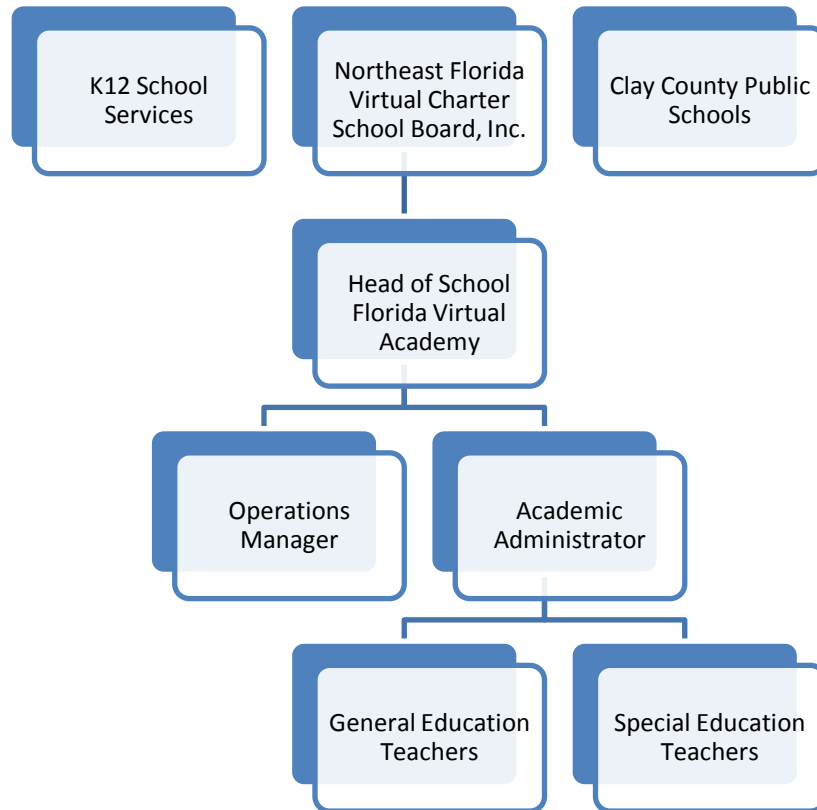 K12 School
Services
Northeast Florida
Virtual Charter
School Board, Inc.
Clay County Public
Schools
Head of School
Florida Virtual
Academy
Operations
Manager
Academic
Administrator
General Education
Teachers
Special Education
Teachers